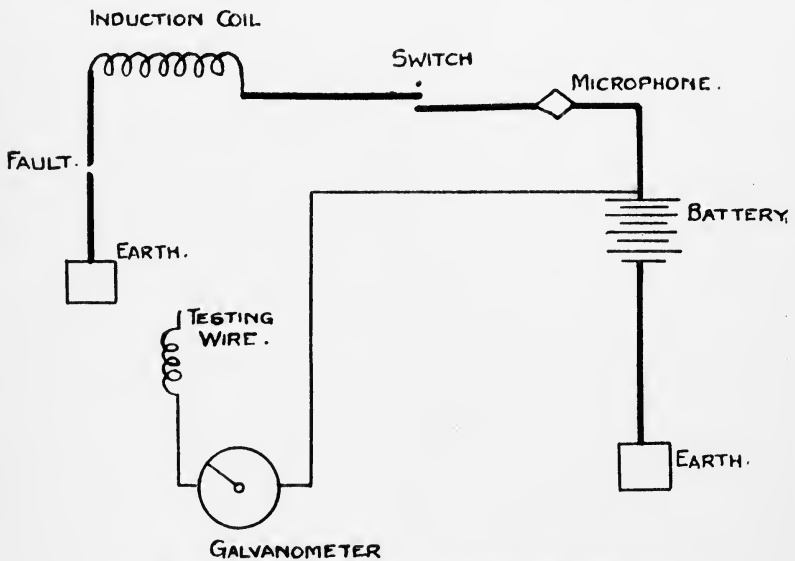 INDUCTION COIL
SWITCH
MICROPHONE.
FAULT.
BATTERY,
EARTH.
TESTING
WIRE.
EARTH.
GALVANOMETER